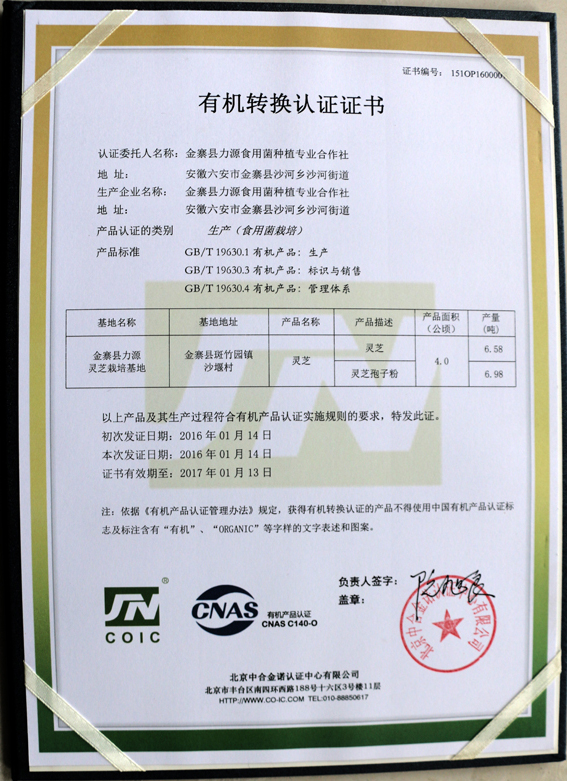 证书编号： 151OP160000
有机转换认证证书
认证委托人名称：金寨县力源食用菌种植专业合作社
地 址： 安徽六安市金寨县沙河乡沙河街道
生产企业名称： 金寨县力源食用菌种植专业合作社
地 址： 安徽六安市金寨县沙河乡沙河街道
产品认证的类别 生产（食用菌栽培）
产品标准 GB/T 19630.1 有机产品：生产
GB/T 19630.3 有机产品：标识与销售
GB/T 19630.4 有机产品：管理体系
基地名称 基地地址 产品名称 产品描述 产品面积（公顷） 产量（吨）
金寨县力源灵芝栽培基地 金寨县斑竹园镇沙堰村 灵芝 灵芝 4.0 6.58
灵芝孢子粉 6.98
以上产品及其生产过程符合有机产品认证实施规则的要求，特发此证。
初次发证日期：2016 年 01 月 14 日
本次发证日期：2016 年 01 月 14 日
证书有效期至：2017 年 01 月 13 日
注：依据《有机产品认证管理办法》规定，获得有机转换认证的产品不得使用中国有机产品认证标
志及标注含有“有机”、“ORGANIC”等字样的文字表述和图案。
负责人签字：
盖章：
COIC
®
CNAS
有机产品认证
CNAS C140-O
北京中合金诺认证中心有限公司
北京中合金诺认证中心有限公司
北京市丰台区南四环西路188号十六区3号楼11层
HTTP://WWW.CO-IC.COM TEL:010-88850617